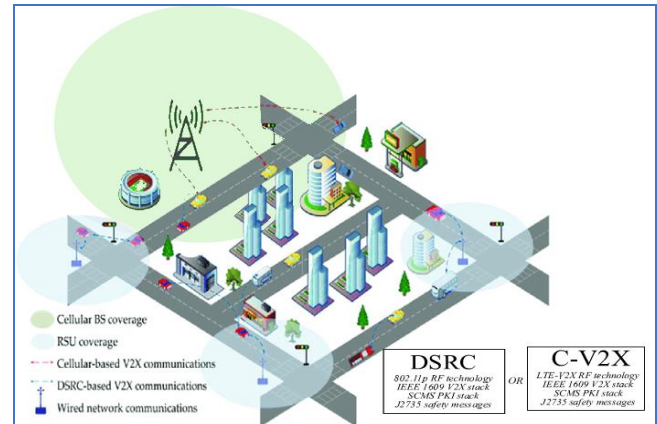 Cellular BS coverage
RSU coverage
Cellular-based V2X communications
DSRC-based V2X communications
Wired network communications
DSRC
802.11p RF technology
IEEE 1609 V2X stack
SCMS PKI stack
J2735 safety messages
OR
C-V2X
LTE-V2X RF technology
IEEE 1609 V2X stack
SCMS PKI stack
J2735 safety messages